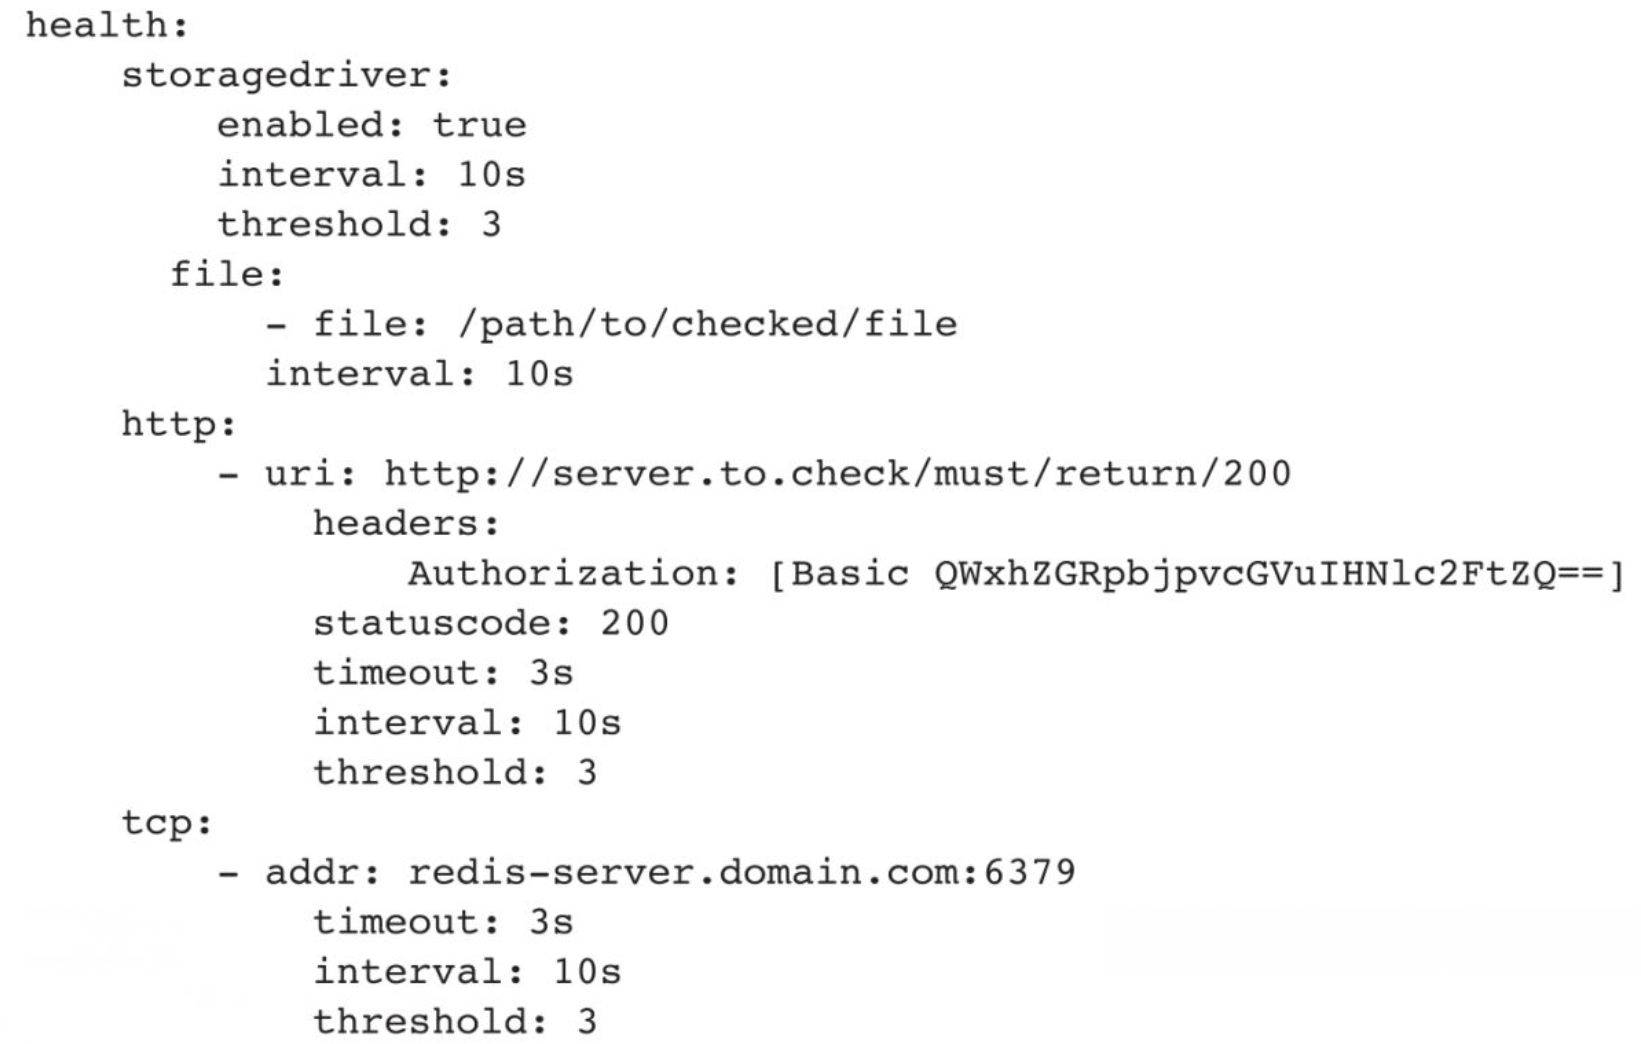 health:
    storagedriver:
        enabled: true
        interval: 10s
        threshold: 3
      file:
          - file: /path/to/checked/file
          interval: 10s
    http:
        - uri: http://server.to.check/must/return/200
            headers:
                Authorization: [Basic QWxhZGRpbjpvcGVuIHNlc2FtZQ==]
            statuscode: 200
            timeout: 3s
            interval: 10s
            threshold: 3
    tcp:
        - addr: redis-server.domain.com:6379
            timeout: 3s
            interval: 10s
            threshold: 3